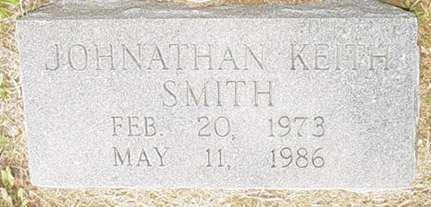 JOHNATHAN KEITH
SMITH
FEB. 20, 1973
MAY 11, 1986